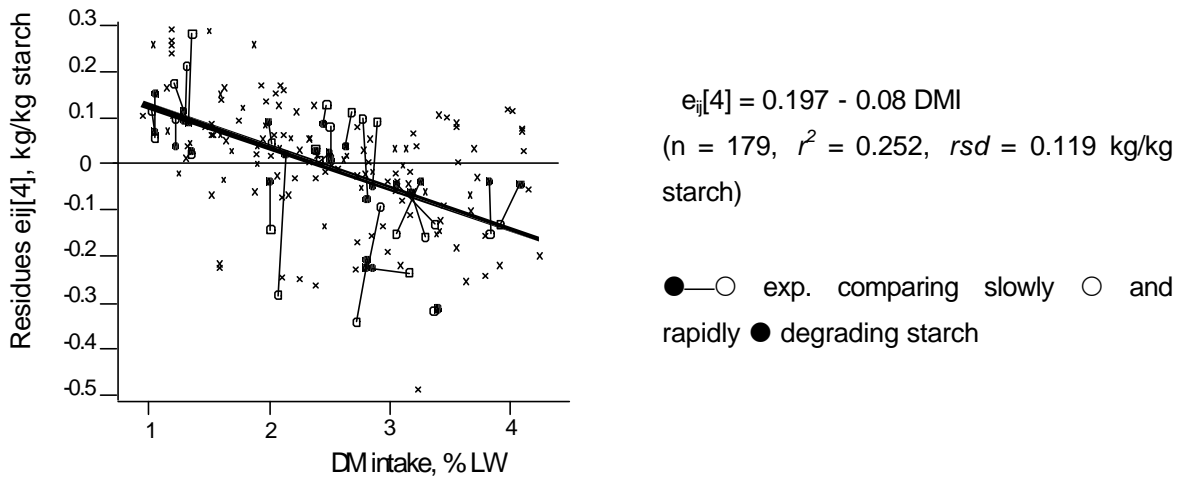 Residues eij[4], kg/kg starch
0.3
0.2
0.1
0
-0.1
-0.2
-0.3
-0.4
-0.5
1 2 3 4
DM intake, % LW
eij[4] = 0.197 - 0.08 DMI
(n = 179, r² = 0.252, rsd = 0.119 kg/kg
starch)
●—○ exp. comparing slowly ○ and
rapidly ● degrading starch